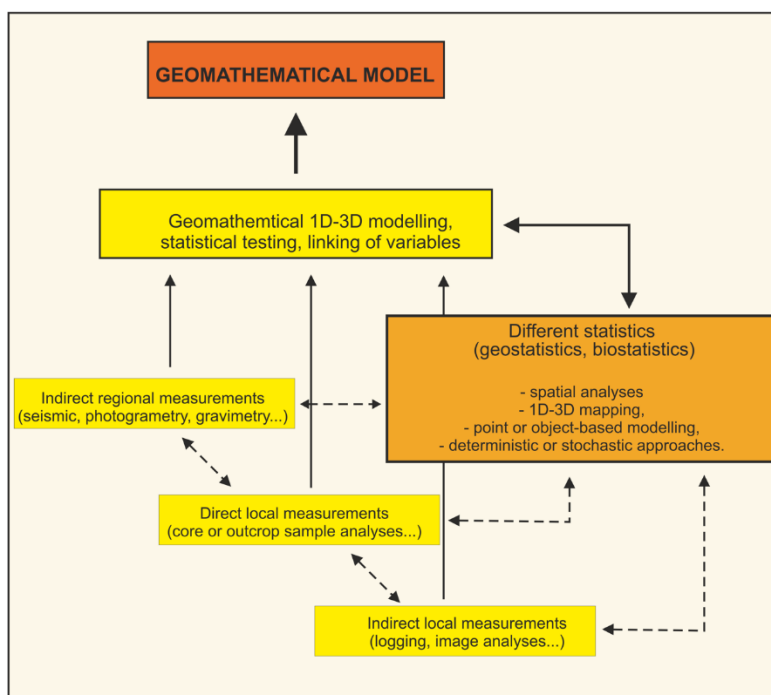 GEOMATHEMATICAL MODEL
Geomathemtical 1D-3D modelling,
statistical testing, linking of variables
Different statistics
(geostatistics, biostatistics)
- spatial analyses
- 1D-3D mapping,
- point or object-based modelling,
- deterministic or stochastic approaches.
Indirect regional measurements
(seismic, photogrametry, gravimetry...)
Direct local measurements
(core or outcrop sample analyses...)
Indirect local measurements
(logging, image analyses...)